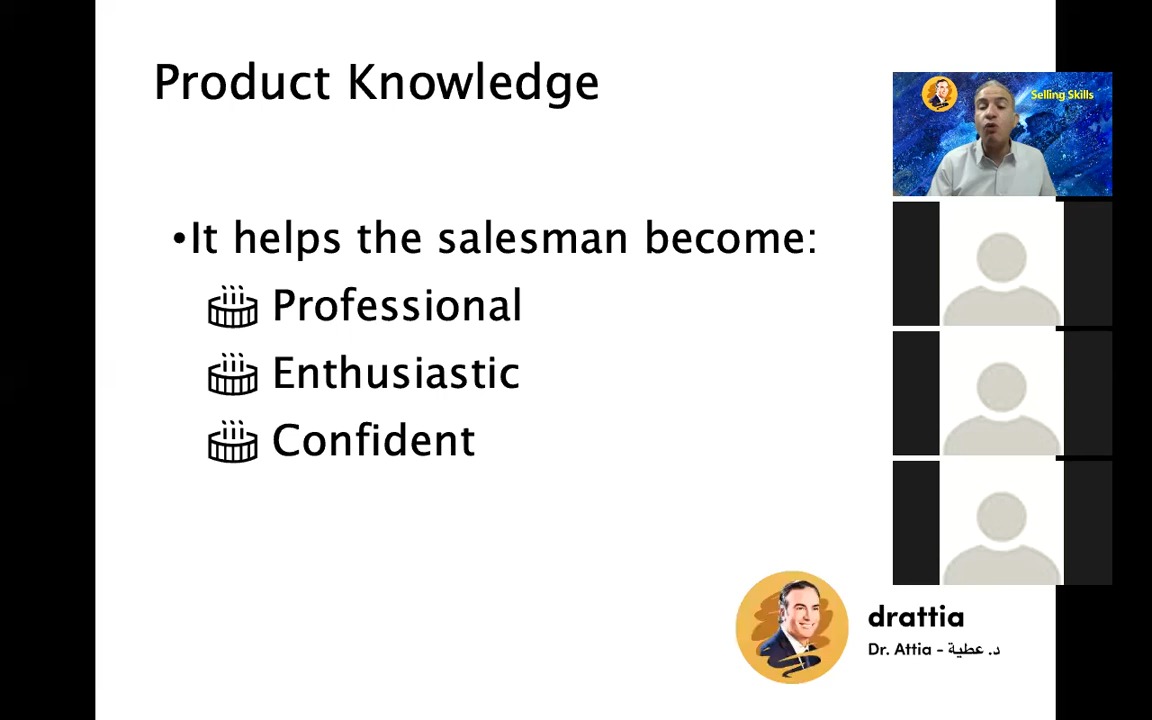 Product Knowledge
Selling Skills
•It helps the salesman become:
Professional
Enthusiastic
Confident
drattia
Dr. Attia - د. عطية